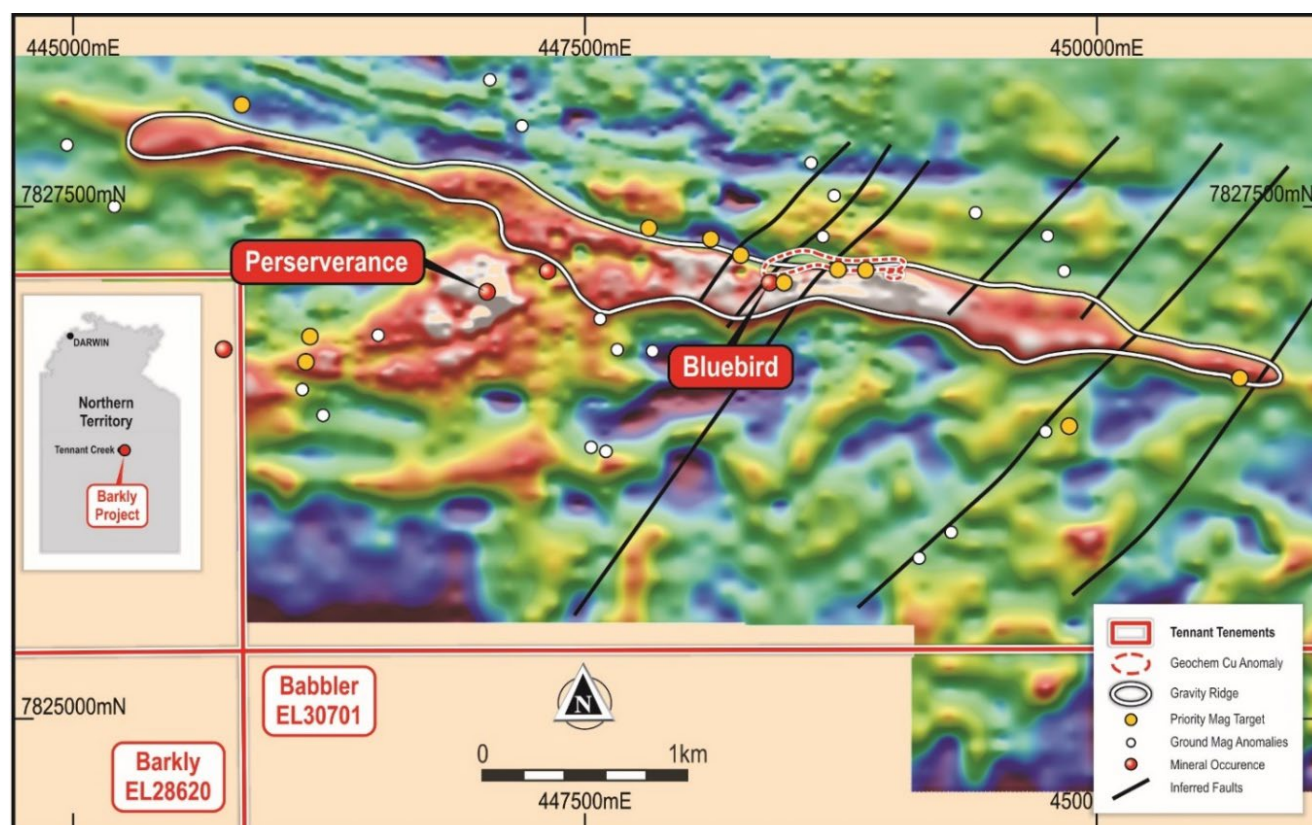 445000mE
447500mE
450000mE
7827500mN
7827500mN
Perserverance
Bluebird
DARWIN
Northern
Territory
Tennant Creek
Barkly
Project
Babbler
EL30701
Barkly
EL28620
7825000mN
N
0
1km
447500mE
Tennant Tenements
Geochem Cu Anomaly
Gravity Ridge
Priority Mag Target
Ground Mag Anomalies
Mineral Occurence
Inferred Faults